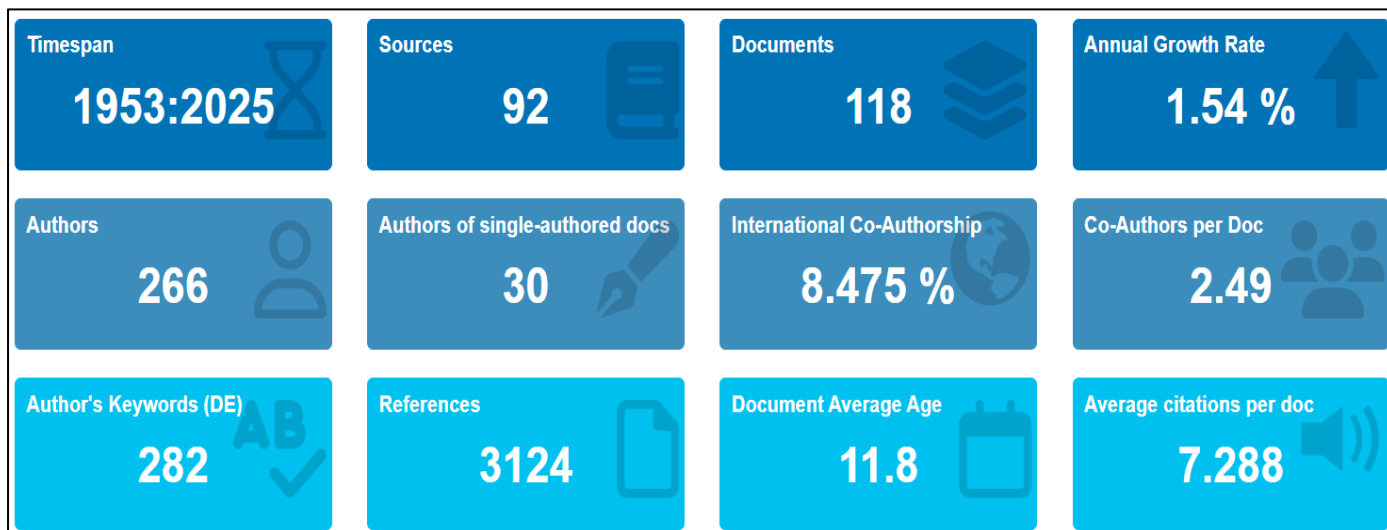 Timespan
1953:2025
Sources
92
Documents
118
Annual Growth Rate
1.54 %
Authors
266
Authors of single-authored docs
30
International Co-Authorship
8.475 %
Co-Authors per Doc
2.49
Author's Keywords (DE)
AB
282
References
3124
Document Average Age
11.8
Average citations per doc
7.288